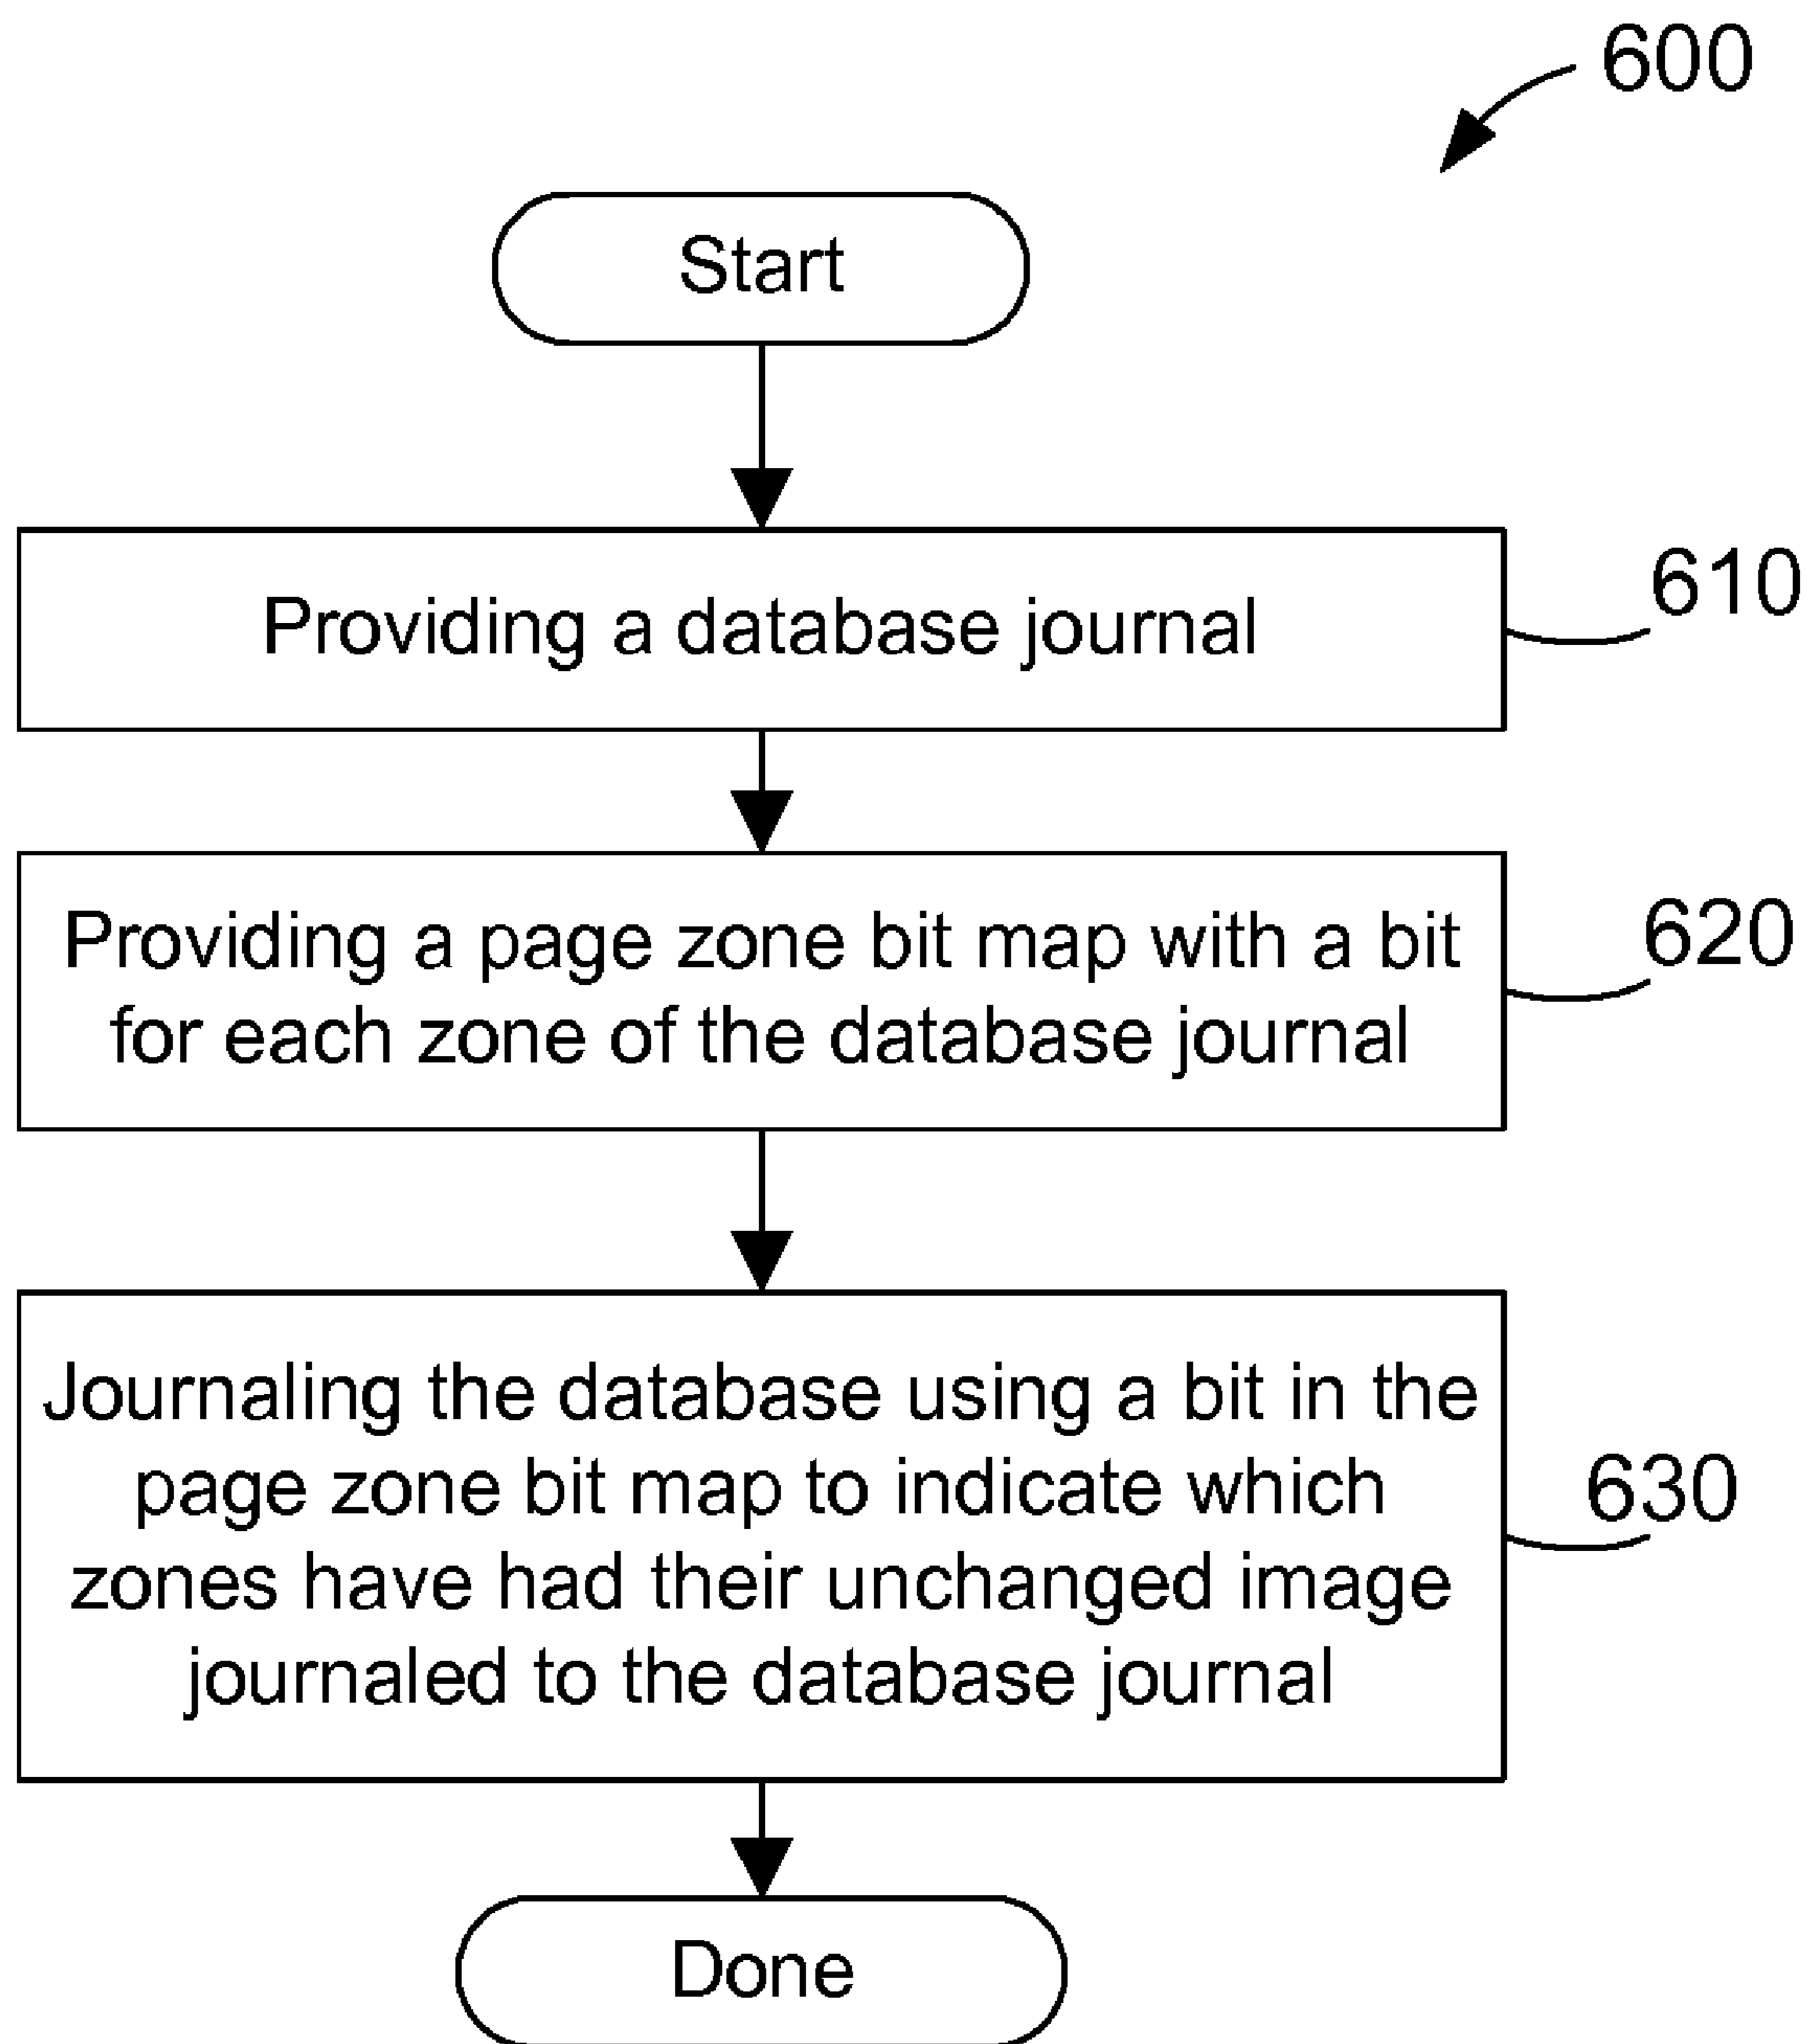 600
Start
Providing a database journal
610
Providing a page zone bit map with a bit
for each zone of the database journal
620
Journaling the database using a bit in the
page zone bit map to indicate which
zones have had their unchanged image
journaled to the database journal
630
Done